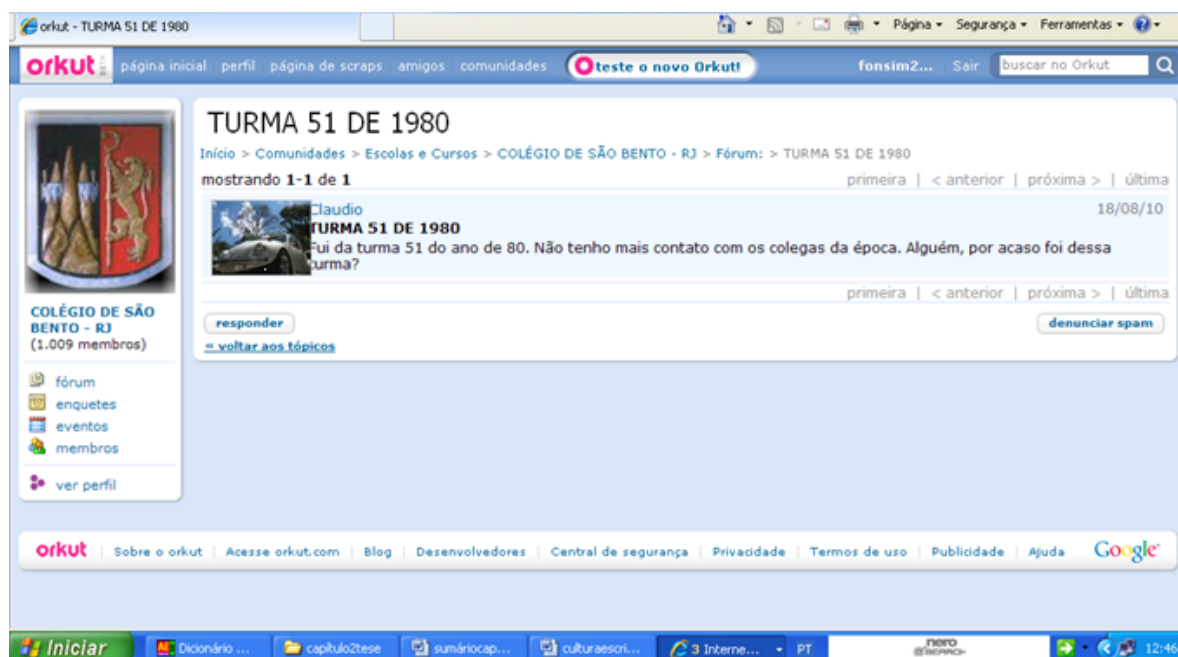 orkut - TURMA 51 DE 1980
Página Segurança Ferramentas
orkut BETA página inicial perfil página de scraps amigos comunidades teste o novo Orkut! fonsim2... Sair buscar no Orkut
TURMA 51 DE 1980
Início > Comunidades > Escolas e Cursos > COLÉGIO DE SÃO BENTO - RJ > Fórum: > TURMA 51 DE 1980
mostrando 1-1 de 1 primeira | < anterior | próxima > | última
Claudio 18/08/10
TURMA 51 DE 1980
Fui da turma 51 do ano de 80. Não tenho mais contato com os colegas da época. Alguém, por acaso foi dessa
turma?
primeira | < anterior | próxima > | última
responder denunciar spam
« voltar aos tópicos
COLÉGIO DE SÃO
BENTO - RJ
(1.009 membros)
fórum
enquetes
eventos
membros
ver perfil
orkut | Sobre o orkut | Acesse orkut.com | Blog | Desenvolvedores | Central de segurança | Privacidade | Termos de uso | Publicidade | Ajuda Google
Iniciar Dicionário ... capítulo2tese sumáriocap... culturaescri... 3 Interne... PT nero SEARCH 12:46